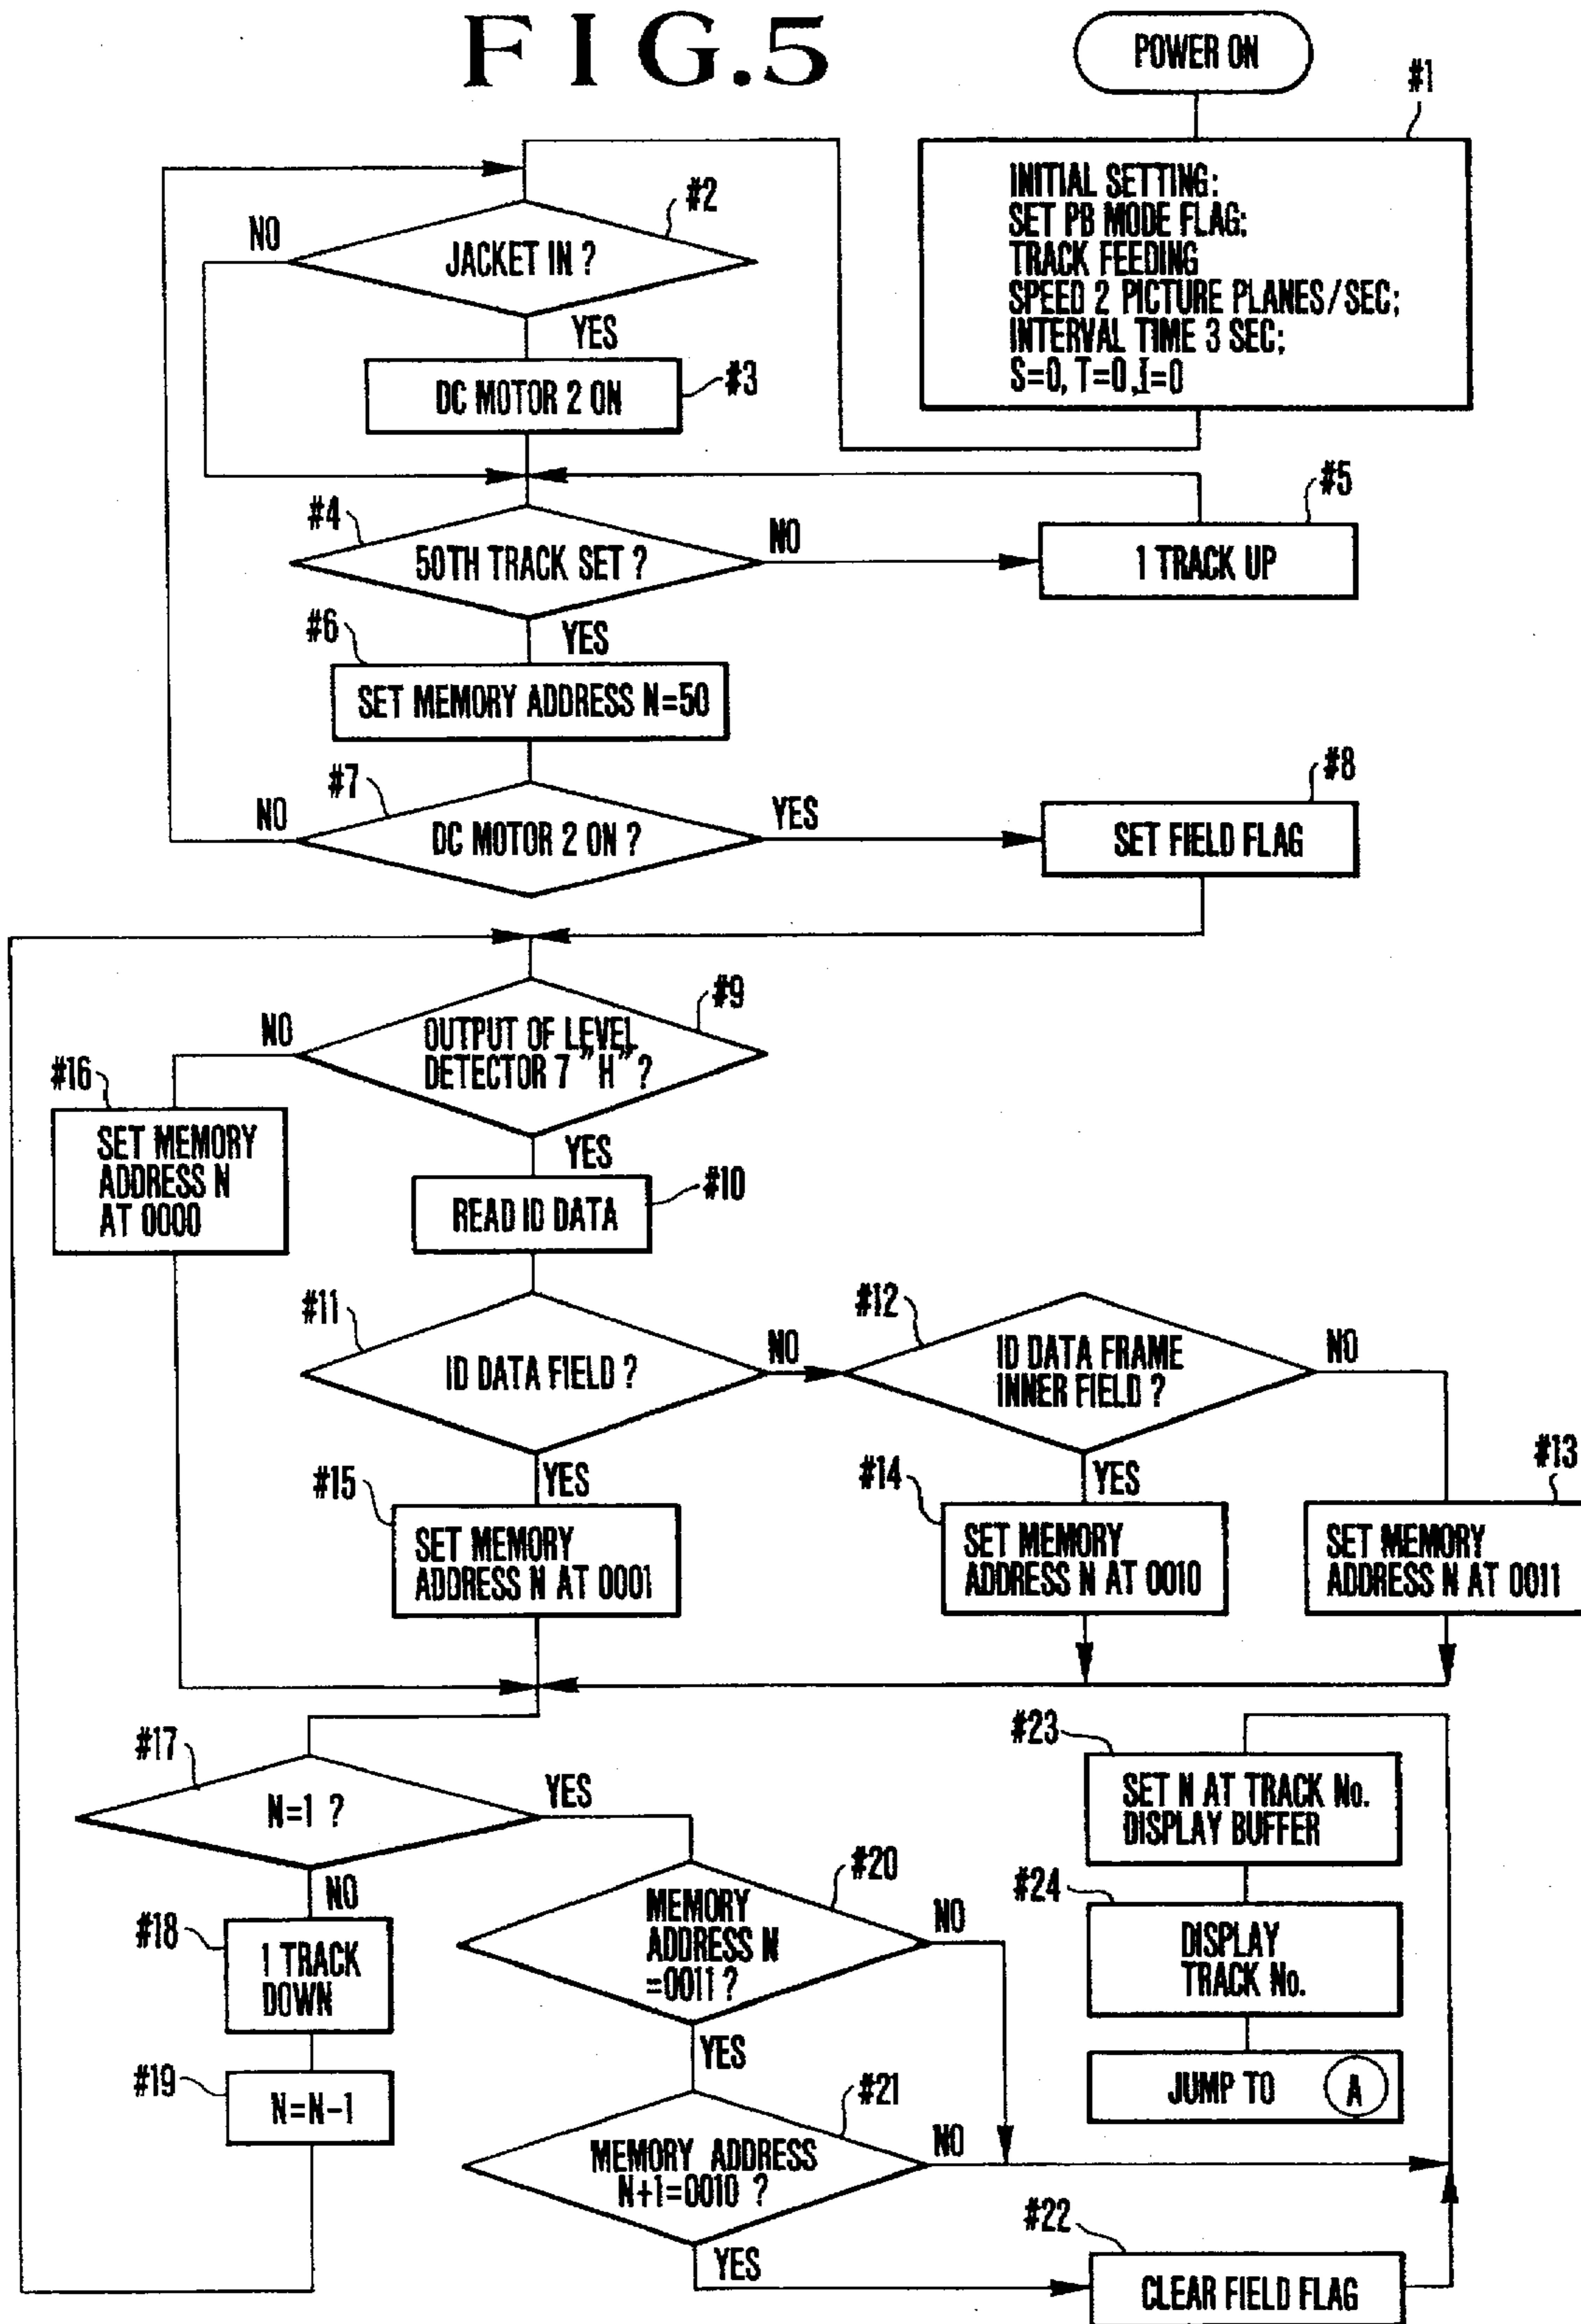 FIG.5
POWER ON
#1
INITIAL SETTING:
SET PB MODE FLAG;
TRACK FEEDING
SPEED 2 PICTURE PLANES/SEC;
INTERVAL TIME 3 SEC;
S=0, T=0,I=0
#2
JACKET IN ?
NO
YES
#3
DC MOTOR 2 ON
#4
50TH TRACK SET ?
NO
#5
1 TRACK UP
YES
#6
SET MEMORY ADDRESS N=50
#7
DC MOTOR 2 ON ?
NO
YES
#8
SET FIELD FLAG
#9
OUTPUT OF LEVEL
DETECTOR 7 "H" ?
NO
#16
SET MEMORY
ADDRESS N
AT 0000
YES
#10
READ ID DATA
#11
ID DATA FIELD ?
NO
#12
ID DATA FRAME
INNER FIELD ?
NO
YES
#15
SET MEMORY
ADDRESS N AT 0001
YES
#14
SET MEMORY
ADDRESS N AT 0010
#13
SET MEMORY
ADDRESS N AT 0011
#17
N=1 ?
YES
NO
#18
1 TRACK
DOWN
#19
N=N-1
#20
MEMORY
ADDRESS N
=0011 ?
NO
YES
#21
MEMORY ADDRESS
N+1=0010 ?
NO
YES
#22
CLEAR FIELD FLAG
#23
SET N AT TRACK No.
DISPLAY BUFFER
#24
DISPLAY
TRACK No.
JUMP TO A